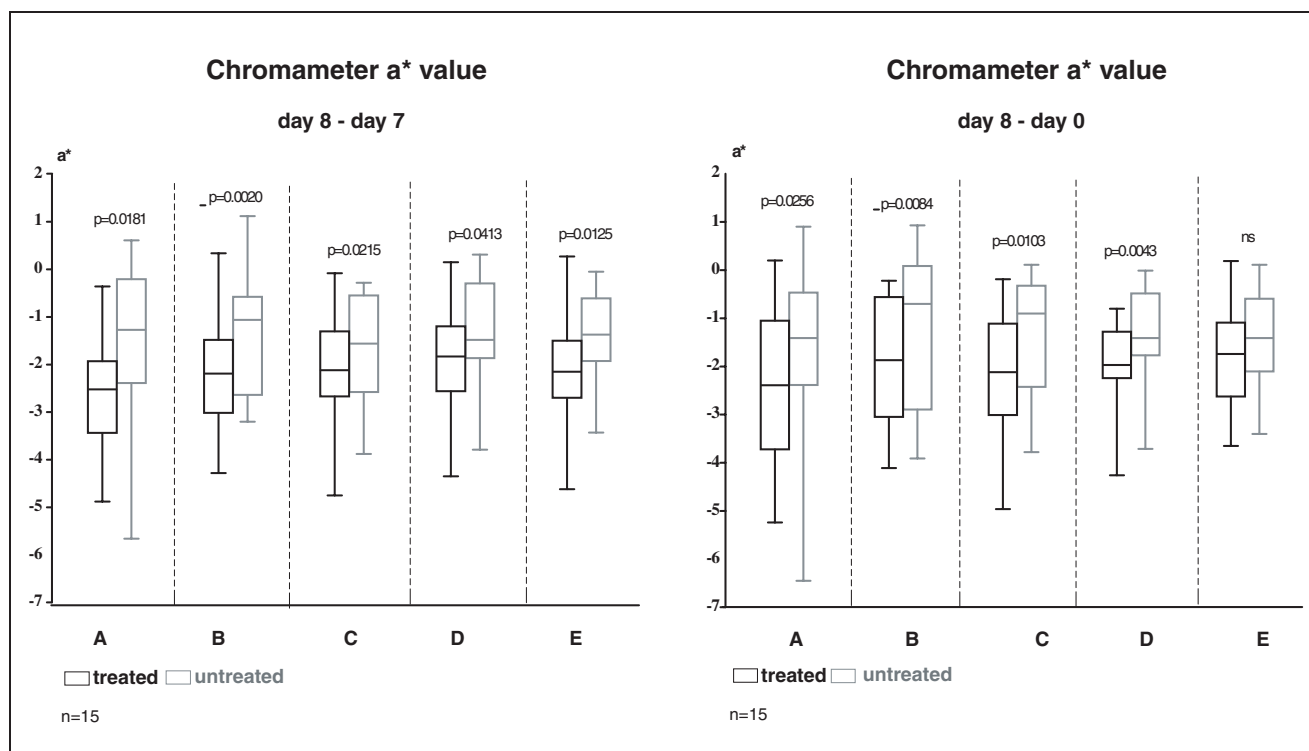 Chromameter a* value
day 8 - day 7
a*
2
1
0
-1
-2
-3
-4
-5
-6
-7
p=0.0181
p=0.0020
p=0.0215
p=0.0413
p=0.0125
A B C D E
treated untreated
n=15
Chromameter a* value
day 8 - day 0
a*
2
1
0
-1
-2
-3
-4
-5
-6
-7
p=0.0256
p=0.0084
p=0.0103
p=0.0043
ns
A B C D E
treated untreated
n=15